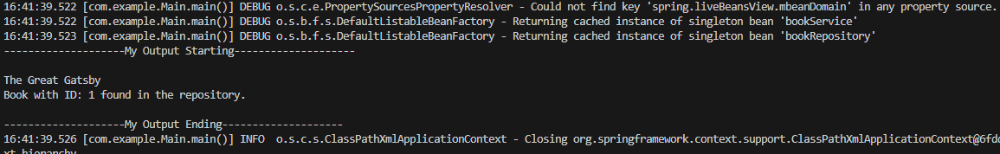 16:41:39.522 [com.example.Main.main()] DEBUG o.s.c.e.PropertySourcesPropertyResolver - Could not find key 'spring.liveBeansView.mbeanDomain' in any property source.
16:41:39.522 [com.example.Main.main()] DEBUG o.s.b.f.s.DefaultListableBeanFactory - Returning cached instance of singleton bean 'bookService'
16:41:39.523 [com.example.Main.main()] DEBUG o.s.b.f.s.DefaultListableBeanFactory - Returning cached instance of singleton bean 'bookRepository'
--------------------My Output Starting--------------------
The Great Gatsby
Book with ID: 1 found in the repository.
--------------------My Output Ending--------------------
16:41:39.526 [com.example.Main.main()] INFO  o.s.c.s.ClassPathXmlApplicationContext - Closing org.springframework.context.support.ClassPathXmlApplicationContext@6fd
xt hierarchy